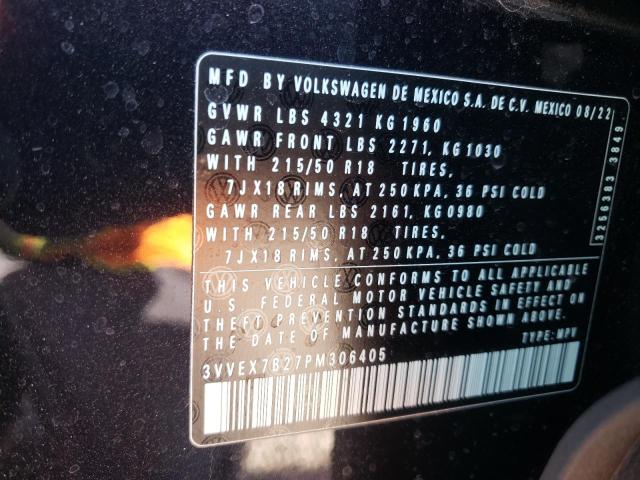 MFD BY VOLKSWAGEN DE MEXICO S.A. DE C.V. MEXICO 08/22
GVWR LBS 4321 KG 1960
GAWR FRONT LBS 2271, KG 1030
WITH 215/50 R18 TIRES,
7JX18 RIMS, AT 250 KPA, 36 PSI COLD
GAWR REAR LBS 2161, KG 0980
WITH 215/50 R18 TIRES,
7JX18 RIMS, AT 250 KPA, 36 PSI COLD
THIS VEHICLE CONFORMS TO ALL APPLICABLE
U.S. FEDERAL MOTOR VEHICLE SAFETY AND
THEFT PREVENTION STANDARDS IN EFFECT ON
THE DATE OF MANUFACTURE SHOWN ABOVE.
TYPE: MPV
3VVEX7B27PM306405
3256383 3849